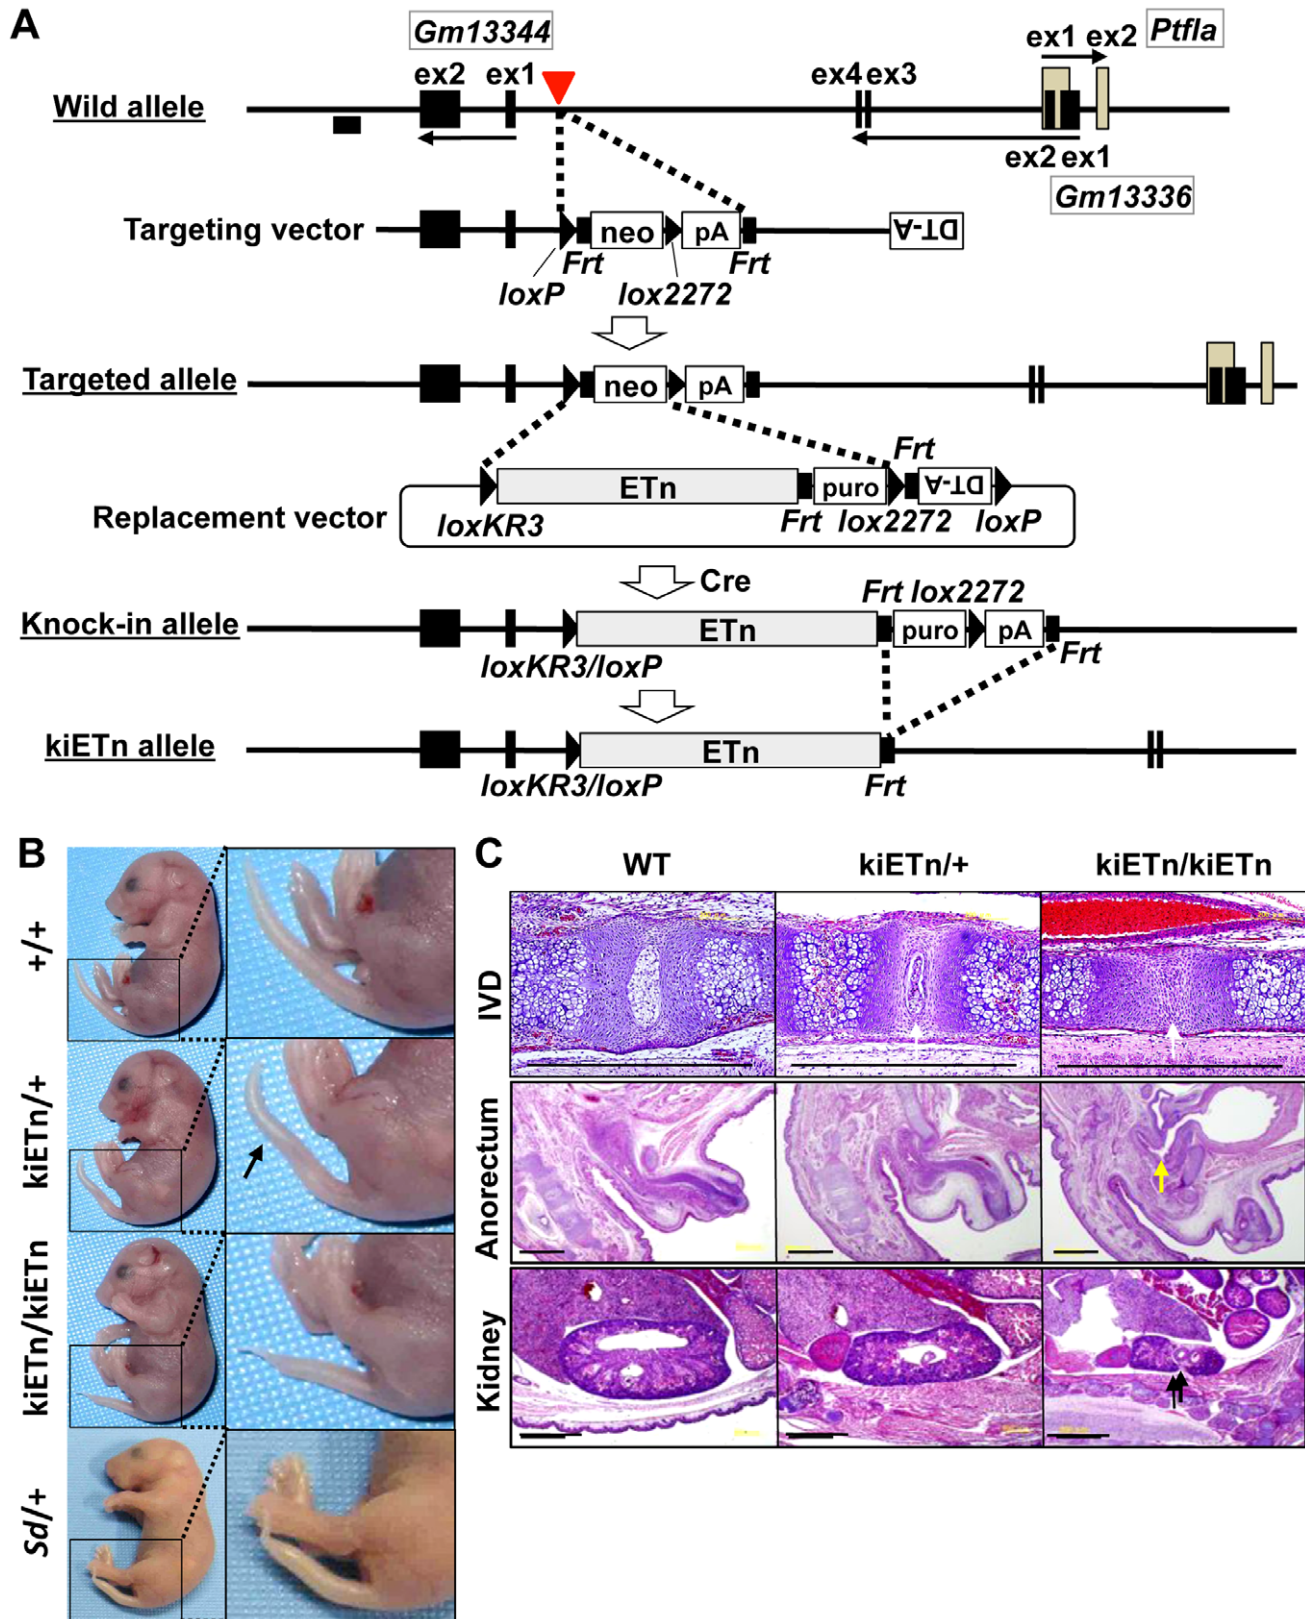 A
Gm13344
ex1 ex2
Ptfla
ex2 ex1
ex4 ex3
Wild allele
ex2 ex1
Gm13336
Targeting vector
neo
pA
DT-A
Frt
Frt
loxP
lox2272
Targeted allele
neo
pA
Frt
ETn
puro
DT-A
Replacement vector
loxKR3
Frt
lox2272
loxP
Cre
Frt lox2272
Knock-in allele
ETn
puro
pA
loxKR3/loxP
Frt
kiETn allele
ETn
loxKR3/loxP
Frt
B
+/+
kiETn/+
kiETn/kiETn
Sd/+
C
WT
kiETn/+
kiETn/kiETn
IVD
Anorectum
Kidney